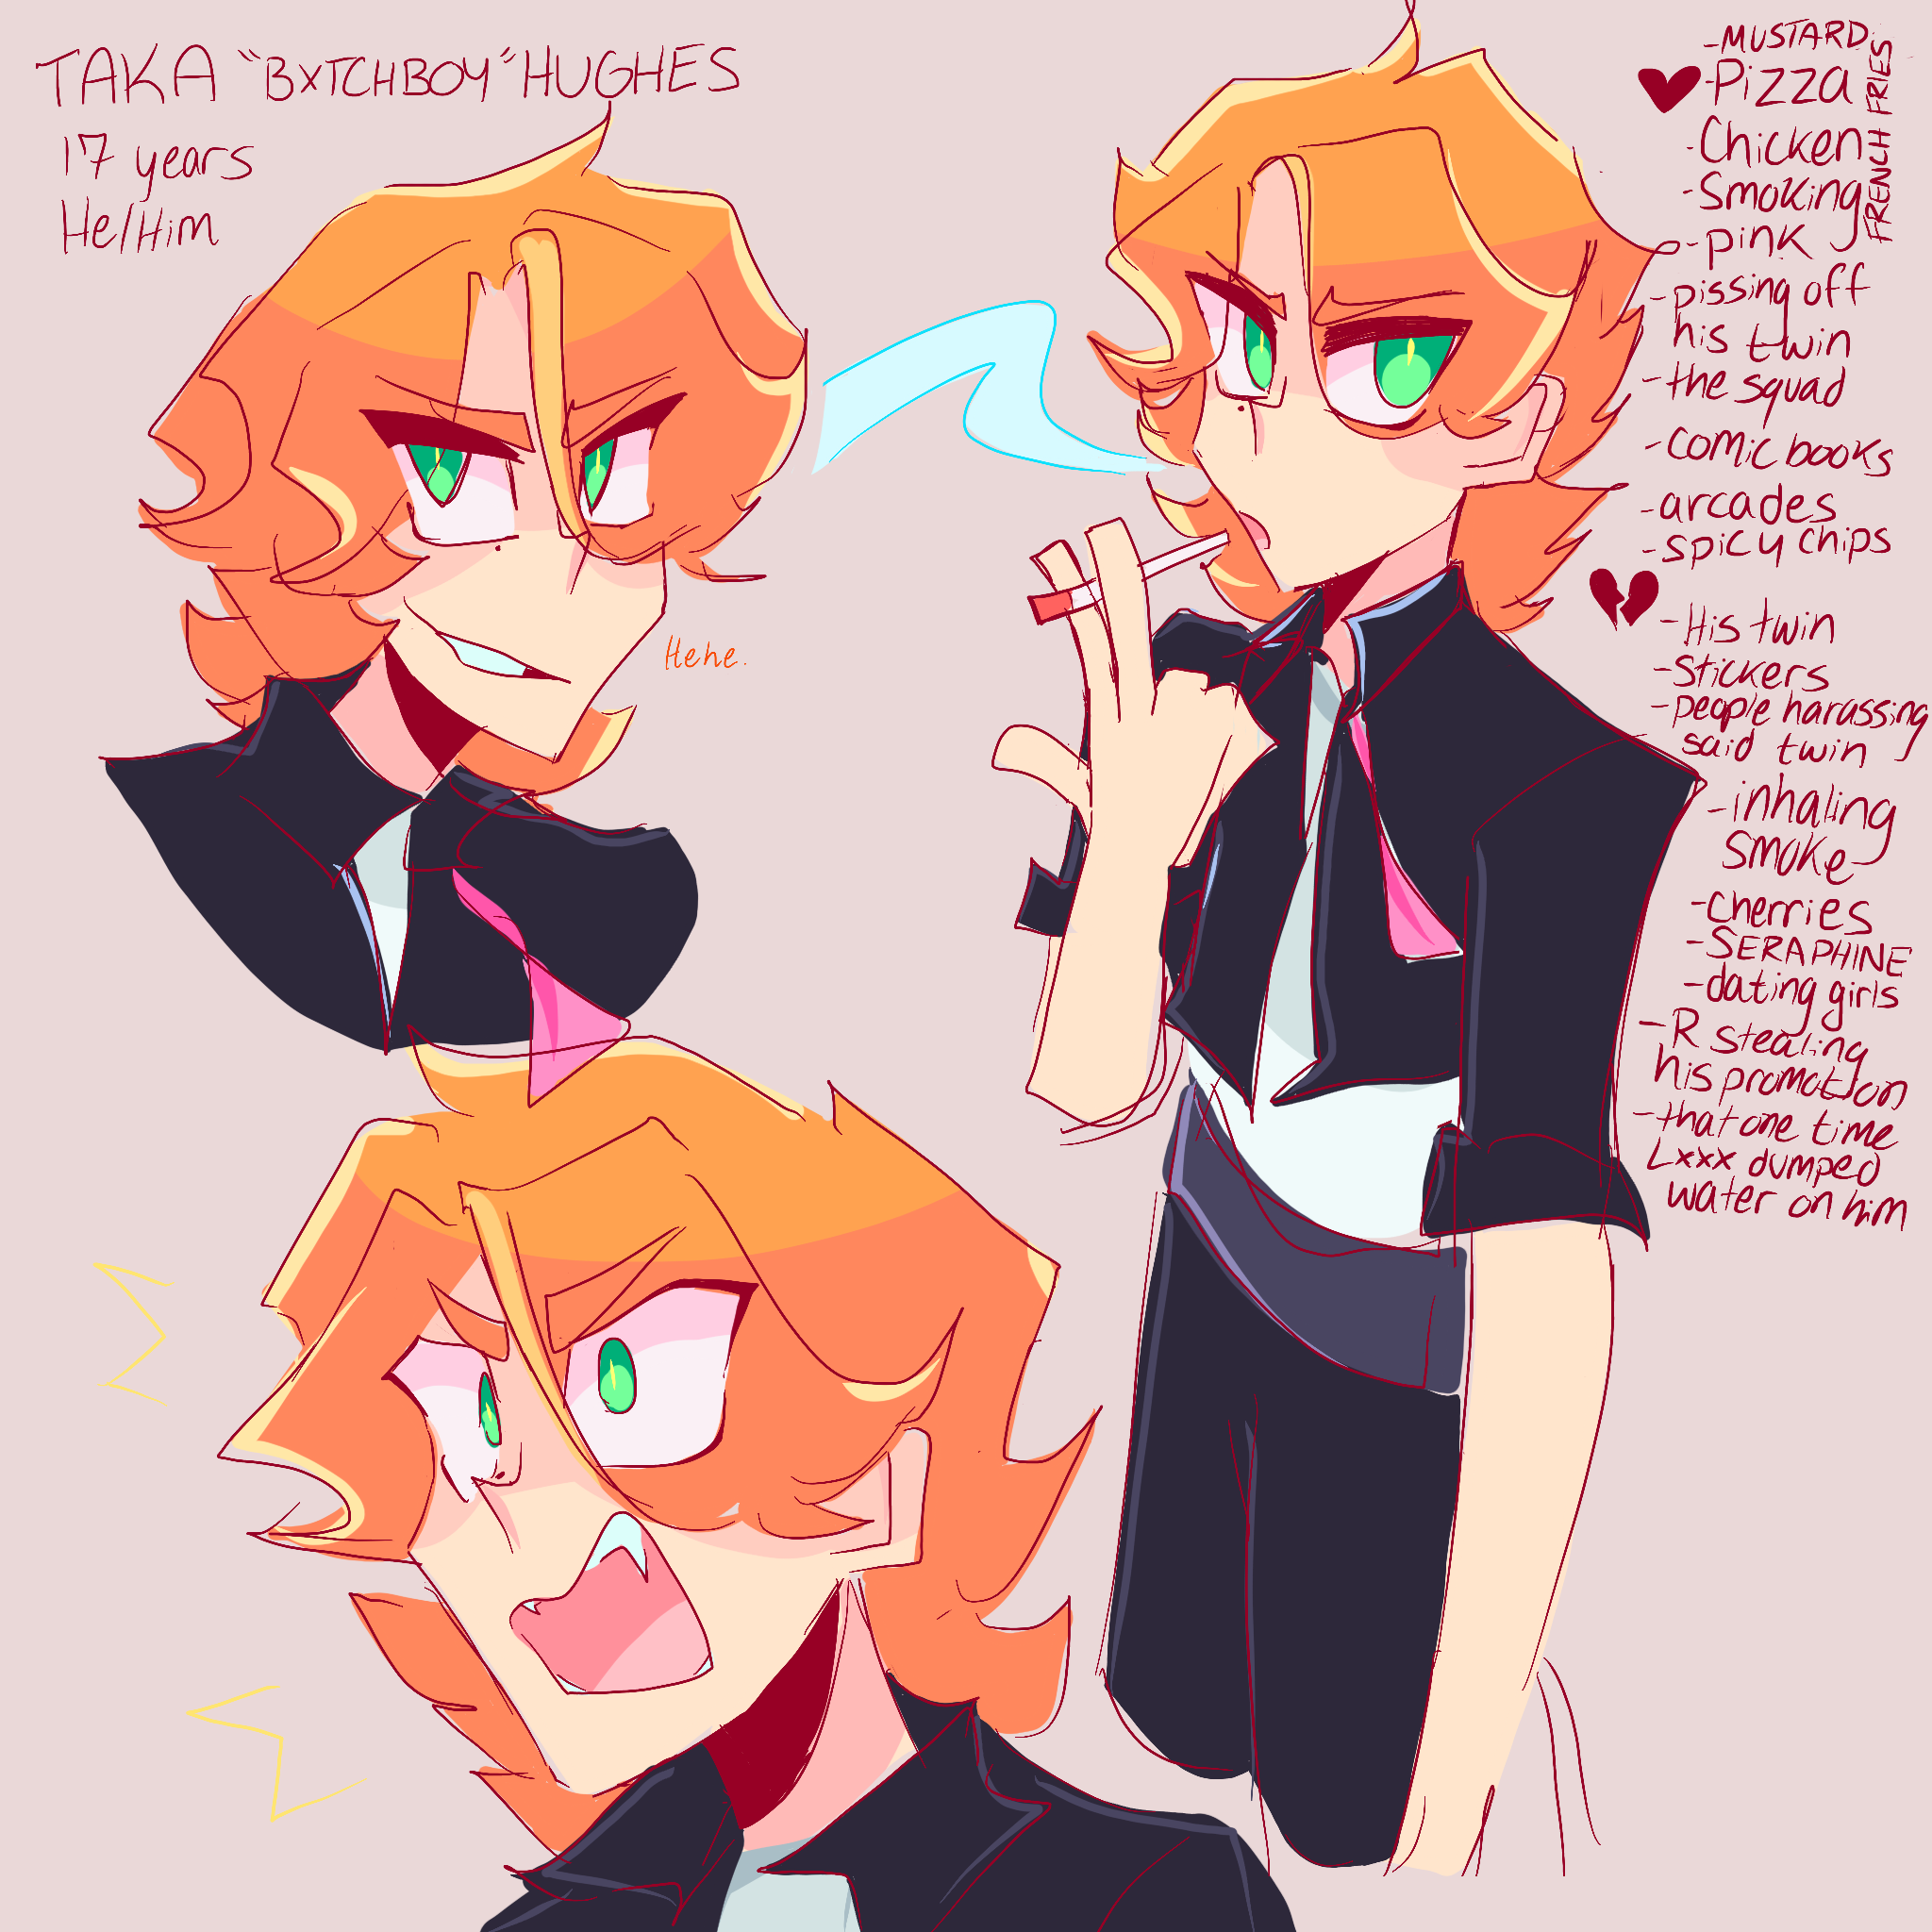 TAKA "BXTCHBOY" HUGHES
17 years
He/Him
Hehe.
-MUSTARD
-Pizza
-Chicken
-Smoking
FRENCH FRIES
-pink
-pissing off
his twin
-the squad
-comic books
-arcades
-spicy chips
-His twin
-Stickers
-people harassing
said twin
-inhaling
smoke
-cherries
-SERAPHINE
-dating girls
-R stealing
his promotion
-that one time
Lxxx dumped
water on him